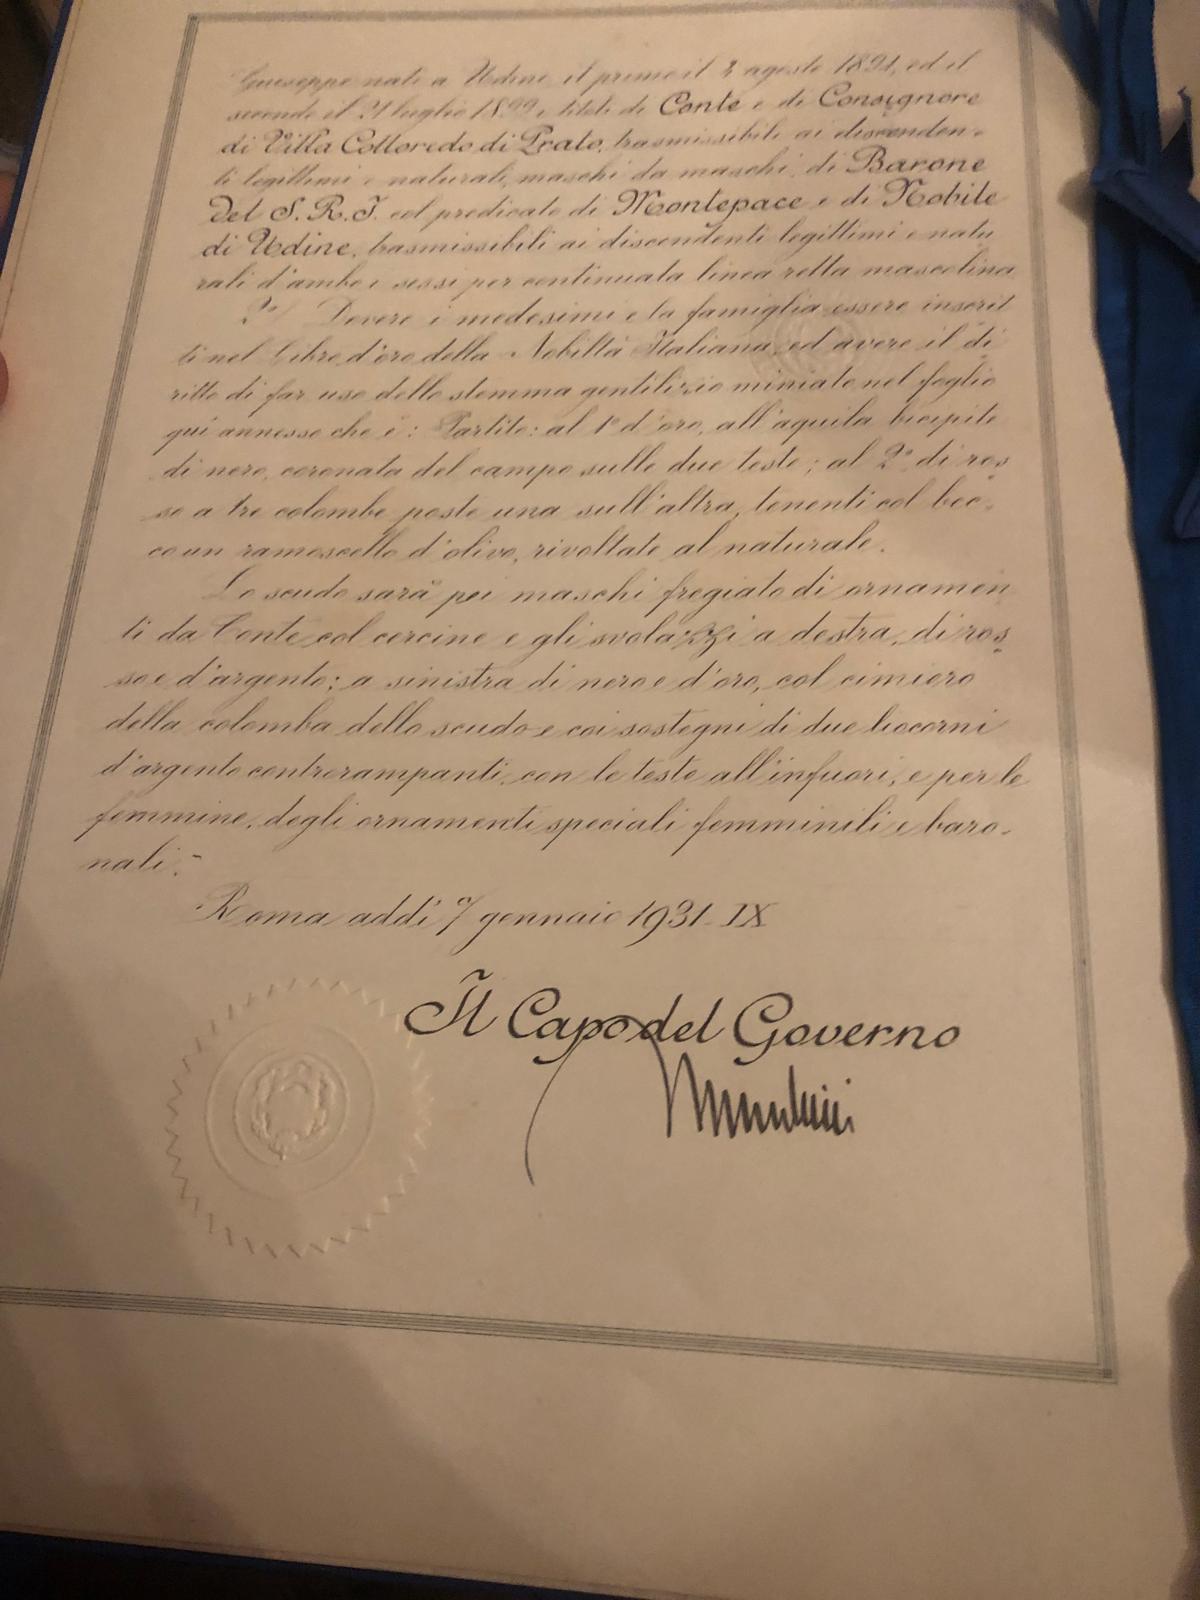 Giuseppe nati a Udine, il primo il 3 agosto 1891, ed il
secondo il 21 luglio 1899 i titoli di Conte e di Consignore
di Villa Colloredo di Prato, trasmissibili ai discenden-
ti legittimi e naturali, maschi da maschi, di Barone
del S. R. I. col predicato di Montepace e di Nobile
di Udine, trasmissibili ai discendenti legittimi e natu
rali d'ambo i sessi per continuata linea retta mascolina
2°/ Dovere i medesimi e la famiglia essere inscrit
ti nel Libro d'oro della Nobiltà Italiana, ed avere il di
ritto di far uso dello stemma gentilizio miniato nel foglio
qui annesso che è: Partito: al 1° d'oro, all'aquila bicipite
di nero, coronata del campo sulle due teste; al 2° di ros
so a tre colombe poste una sull'altra, tenenti col bec-
co un ramoscello d'olivo, rivoltate al naturale.
Lo scudo sarà pei maschi fregiato di ornamen
ti da Conte col cercine e gli svolazzi a destra, di ros
so e d'argento; a sinistra di nero e d'oro, col cimiero
della colomba dello scudo e coi sostegni di due liocorni
d'argento controrampanti, con le teste all'infuori, e per le
femmine, degli ornamenti speciali femminili e baro-
nali.-
Roma addì 7 gennaio 1931-IX
Il Capo del Governo
Mussolini